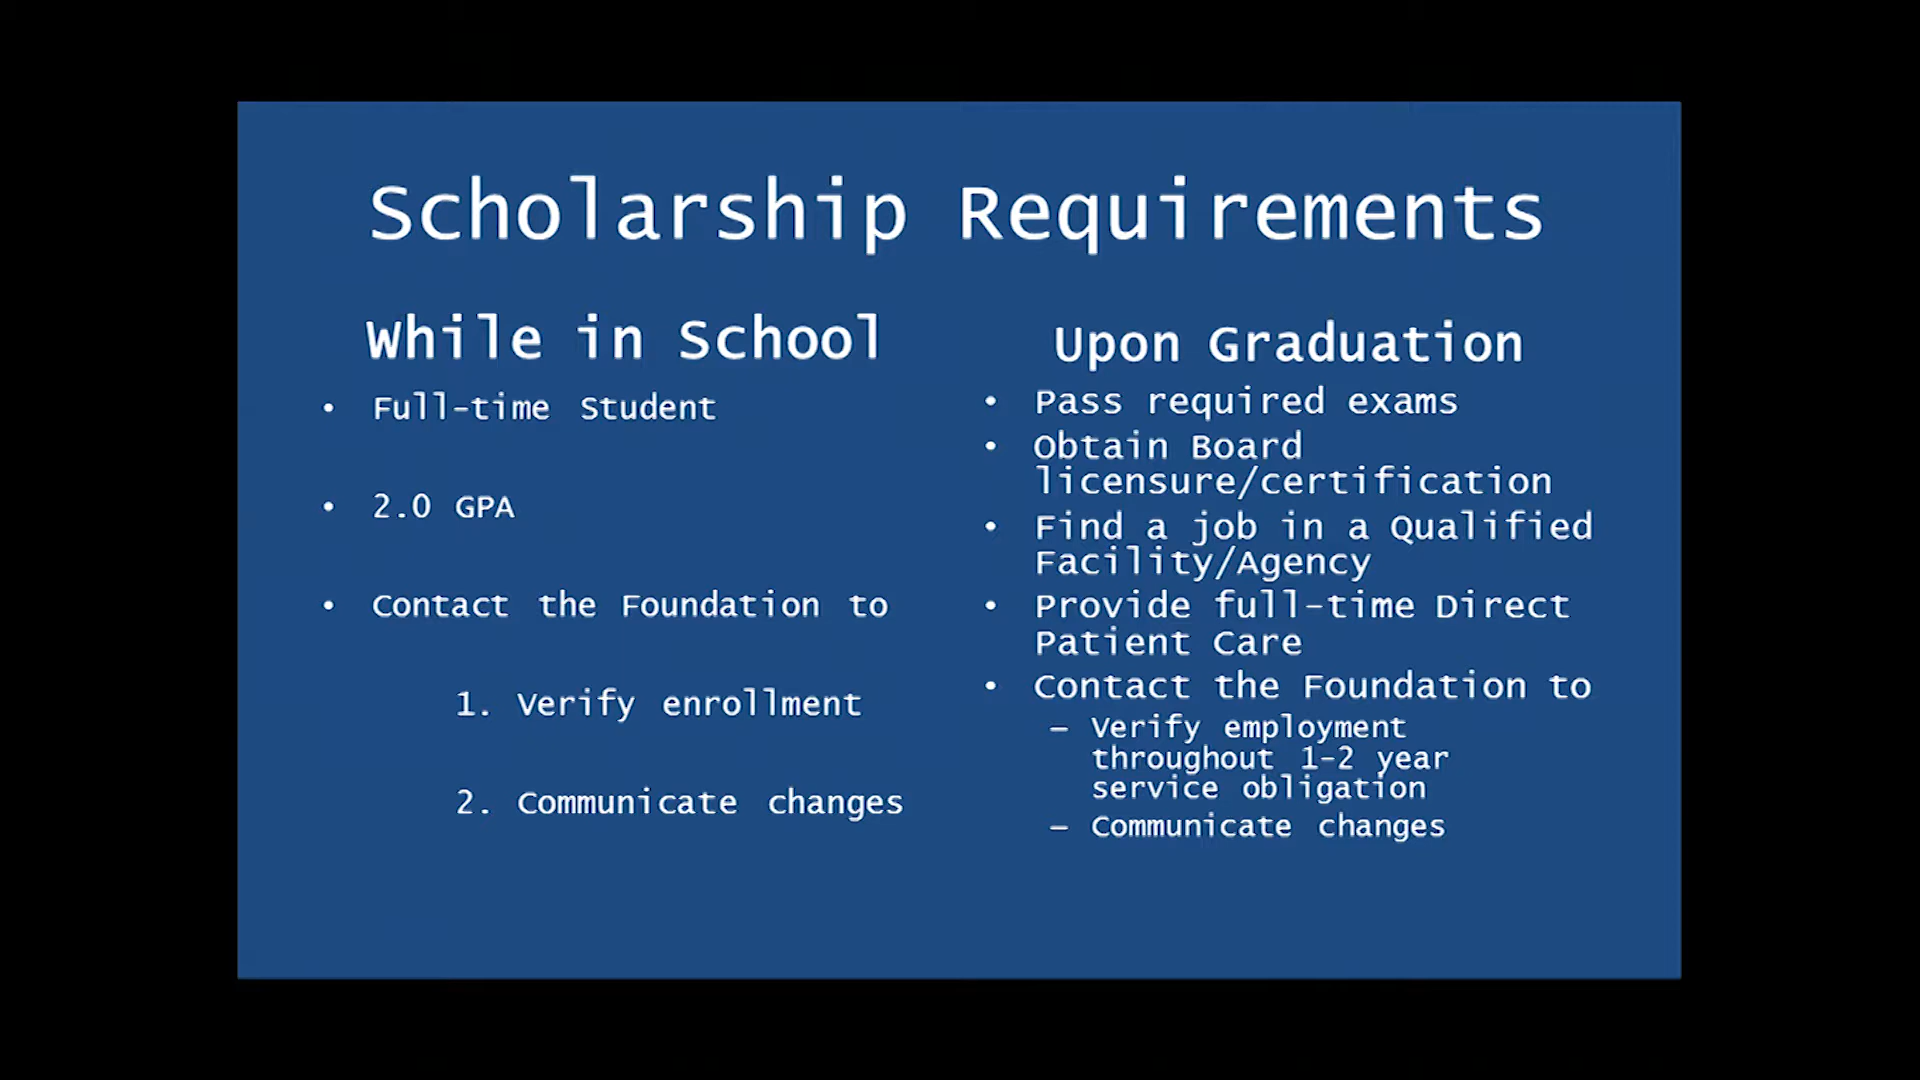 Scholarship Requirements
While in School
• Full-time Student
• 2.0 GPA
• Contact the Foundation to
1. Verify enrollment
2. Communicate changes
Upon Graduation
• Pass required exams
• Obtain Board
licensure/certification
• Find a job in a Qualified
Facility/Agency
• Provide full-time Direct
Patient Care
• Contact the Foundation to
– Verify employment
throughout 1-2 year
service obligation
– Communicate changes